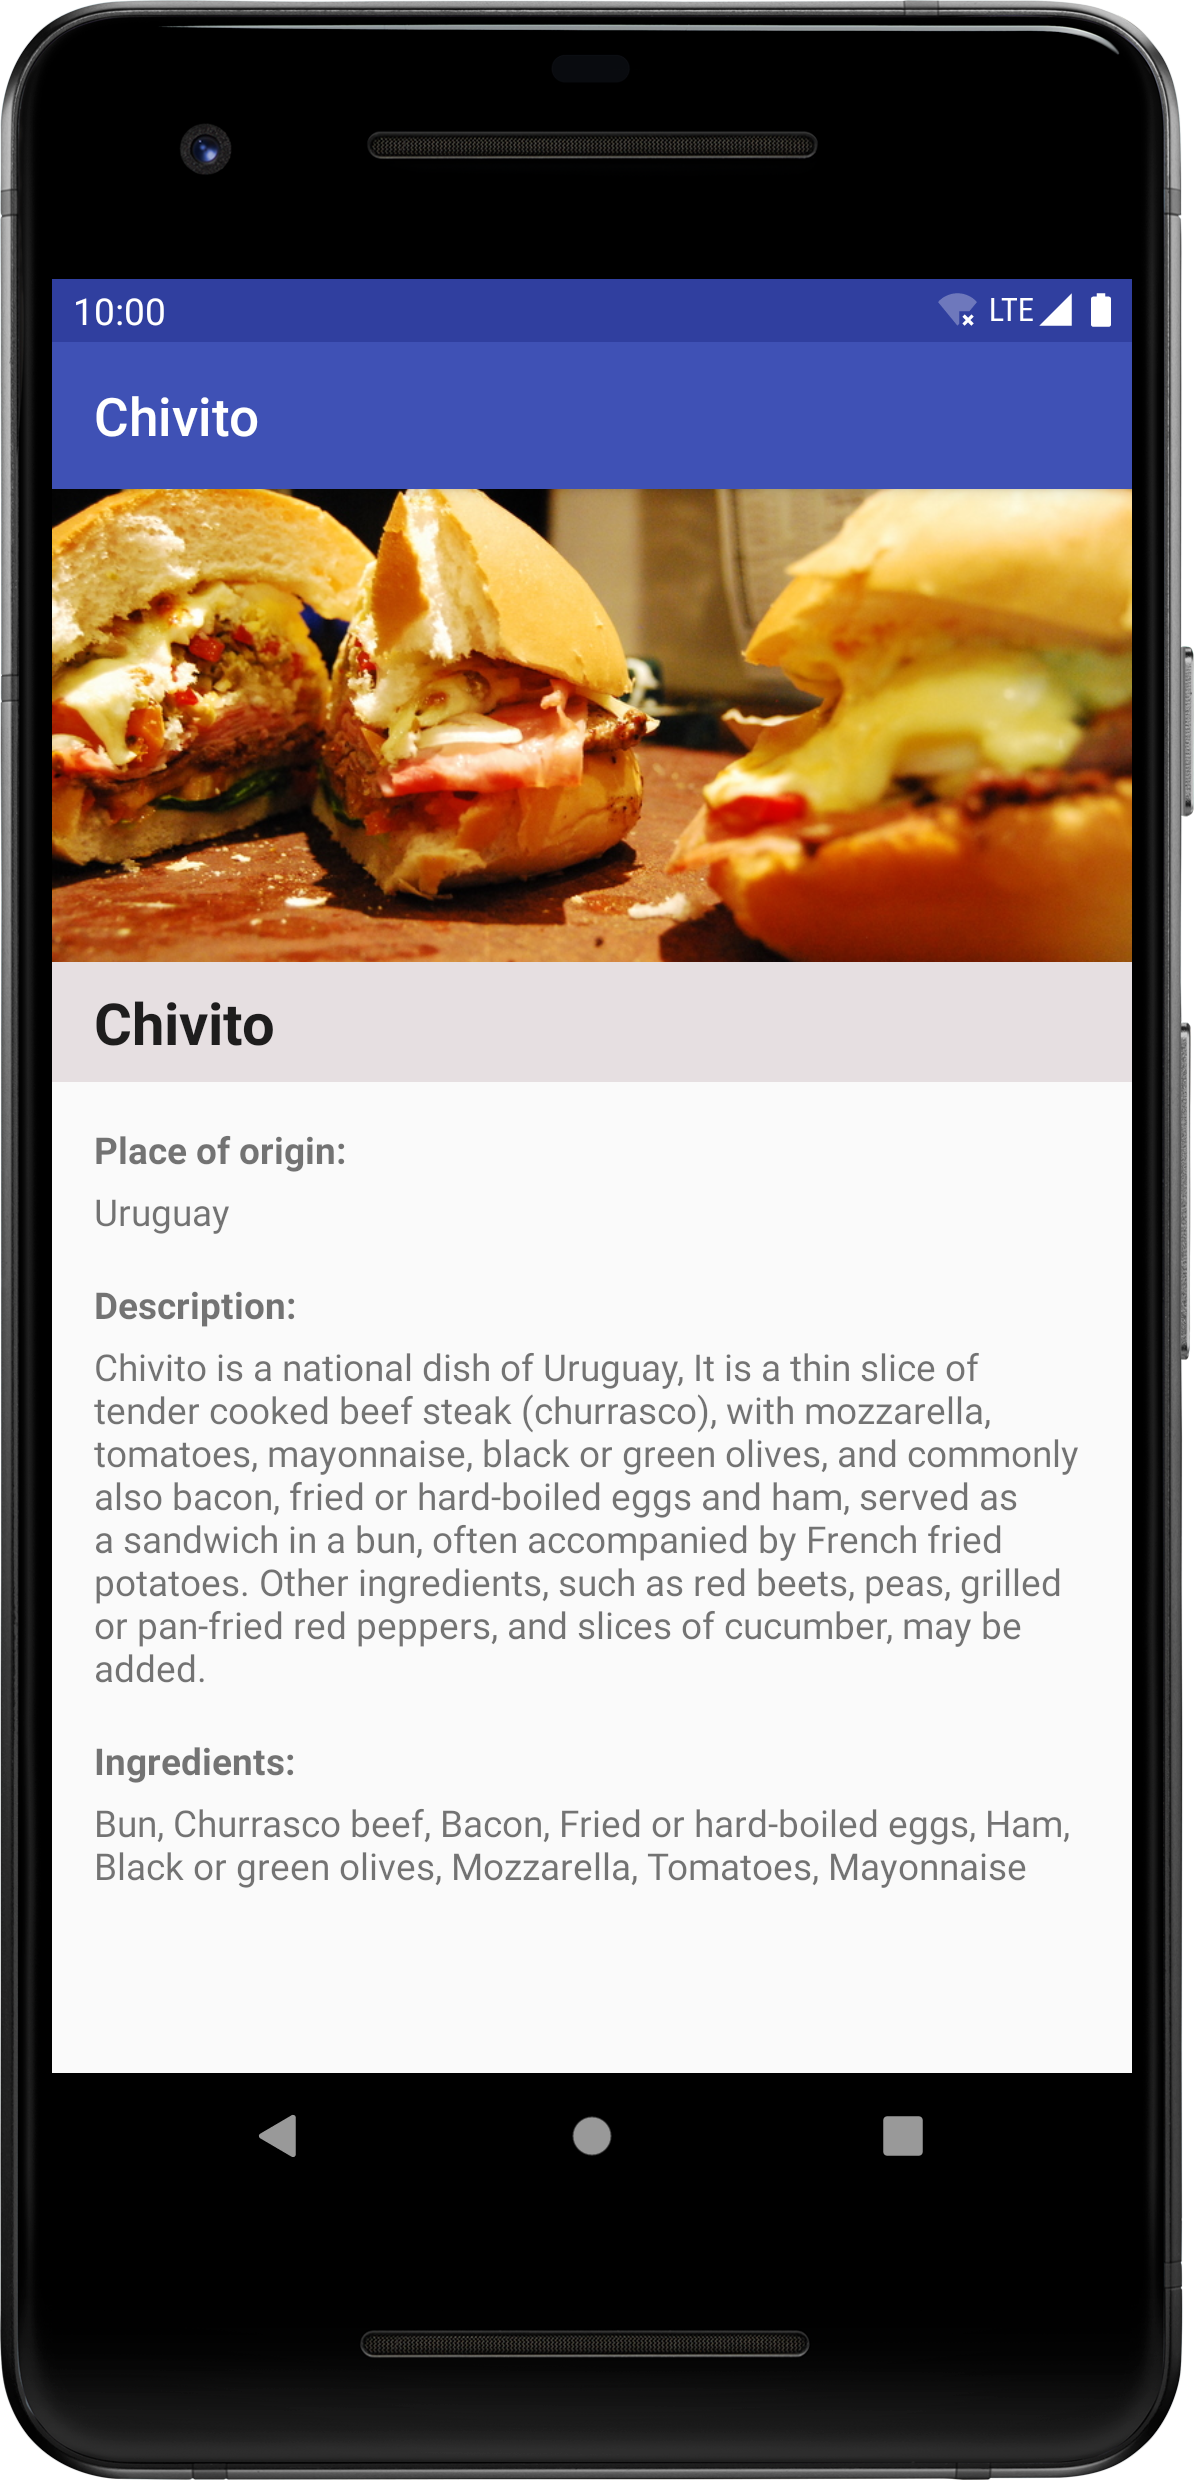 10:00 LTE
Chivito
Chivito
Place of origin:
Uruguay
Description:
Chivito is a national dish of Uruguay, It is a thin slice of
tender cooked beef steak (churrasco), with mozzarella,
tomatoes, mayonnaise, black or green olives, and commonly
also bacon, fried or hard-boiled eggs and ham, served as
a sandwich in a bun, often accompanied by French fried
potatoes. Other ingredients, such as red beets, peas, grilled
or pan-fried red peppers, and slices of cucumber, may be
added.
Ingredients:
Bun, Churrasco beef, Bacon, Fried or hard-boiled eggs, Ham,
Black or green olives, Mozzarella, Tomatoes, Mayonnaise